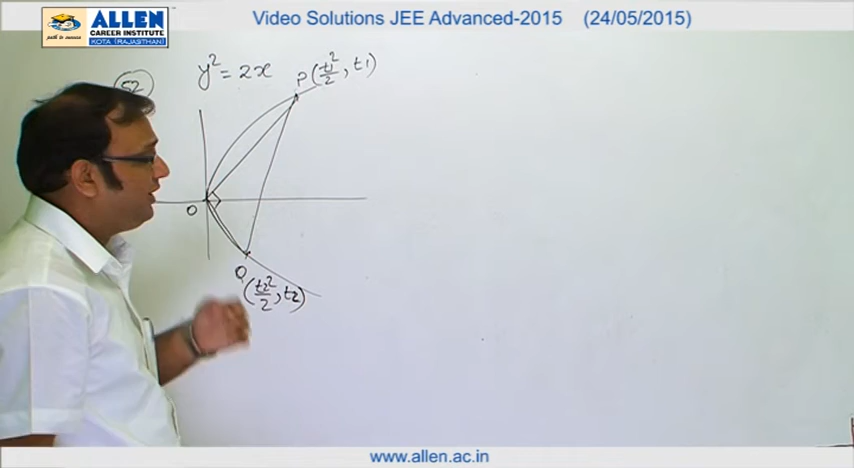 ALLEN
CAREER INSTITUTE
KOTA (RAJASTHAN)
path to success
Video Solutions JEE Advanced-2015 (24/05/2015)
52
y² = 2x
P(t₁²/2, t1)
O
Q
(t₂²/2, t2)
www.allen.ac.in